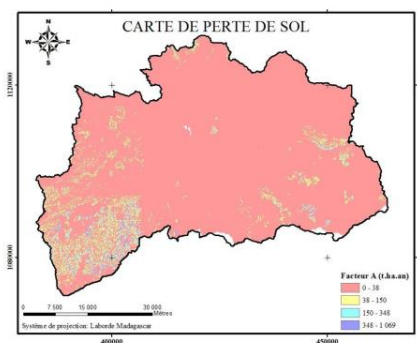 CARTE DE PERTE DE SOL
N
W E
S
1120000
1080000
Facteur A (t.ha.an)
0 - 38
38 - 150
150 - 348
348 - 1 069
0 7 500 15 000 30 000
Mètres
Système de projection: Laborde Madagascar
400000 450000